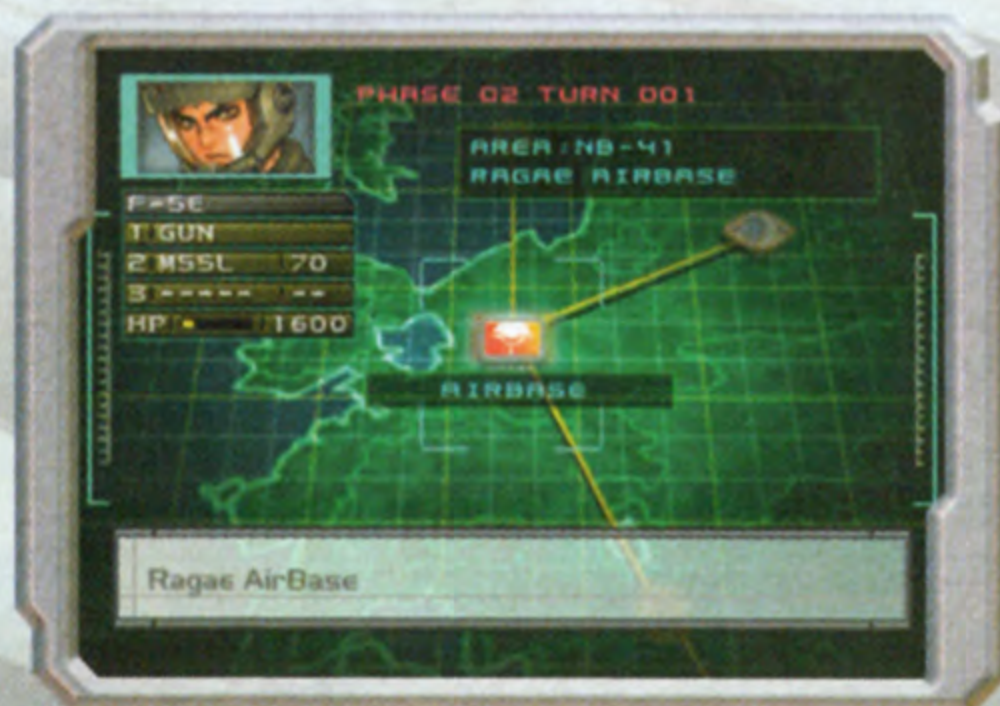 PHASE 02 TURN 001
AREA:NB-41
RAGAE AIRBASE
F-5E
1 GUN
2 MSSL 70
3 ----- --
HP 1600
AIRBASE
Ragae AirBase